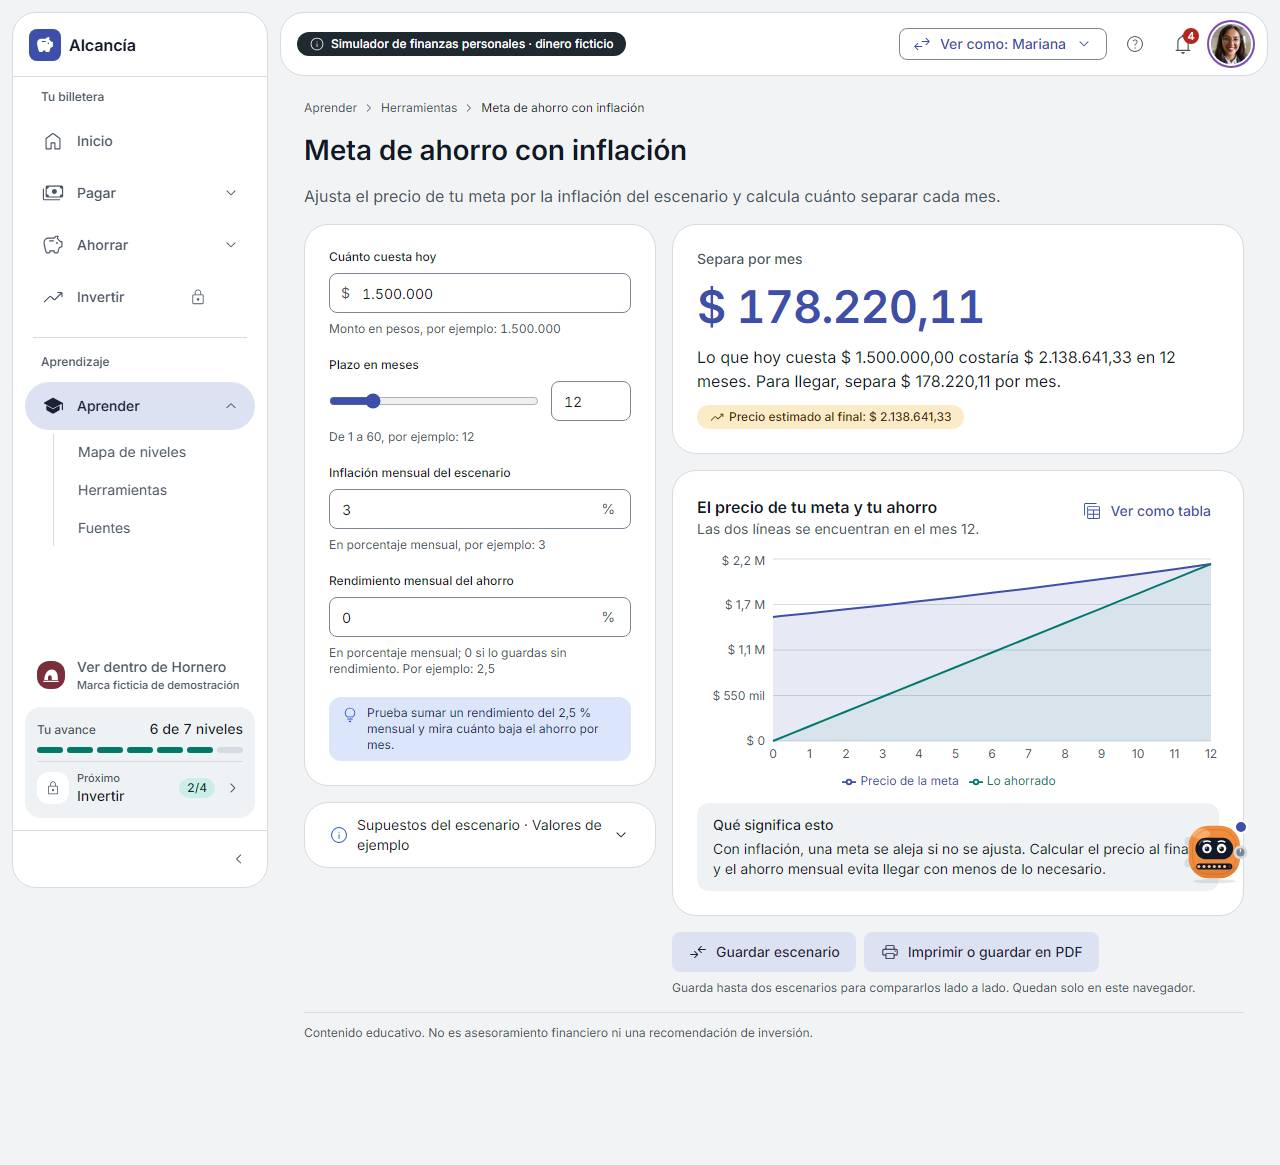 Alcancía
Simulador de finanzas personales · dinero ficticio
Ver como: Mariana
4
Tu billetera
Inicio
Pagar
Ahorrar
Invertir
Aprendizaje
Aprender
Mapa de niveles
Herramientas
Fuentes
Ver dentro de Hornero
Marca ficticia de demostración
Tu avance
6 de 7 niveles
Próximo
Invertir
2/4
Aprender > Herramientas > Meta de ahorro con inflación
Meta de ahorro con inflación
Ajusta el precio de tu meta por la inflación del escenario y calcula cuánto separar cada mes.
Cuánto cuesta hoy
$ 1.500.000
Monto en pesos, por ejemplo: 1.500.000
Plazo en meses
12
De 1 a 60, por ejemplo: 12
Inflación mensual del escenario
3 %
En porcentaje mensual, por ejemplo: 3
Rendimiento mensual del ahorro
0 %
En porcentaje mensual; 0 si lo guardas sin
rendimiento. Por ejemplo: 2,5
Prueba sumar un rendimiento del 2,5 %
mensual y mira cuánto baja el ahorro por
mes.
Supuestos del escenario · Valores de
ejemplo
Separa por mes
$ 178.220,11
Lo que hoy cuesta $ 1.500.000,00 costaría $ 2.138.641,33 en 12
meses. Para llegar, separa $ 178.220,11 por mes.
Precio estimado al final: $ 2.138.641,33
El precio de tu meta y tu ahorro
Las dos líneas se encuentran en el mes 12.
Ver como tabla
$ 2,2 M
$ 1,7 M
$ 1,1 M
$ 550 mil
$ 0
0 1 2 3 4 5 6 7 8 9 10 11 12
Precio de la meta
Lo ahorrado
Qué significa esto
Con inflación, una meta se aleja si no se ajusta. Calcular el precio al fina
y el ahorro mensual evita llegar con menos de lo necesario.
Guardar escenario
Imprimir o guardar en PDF
Guarda hasta dos escenarios para compararlos lado a lado. Quedan solo en este navegador.
Contenido educativo. No es asesoramiento financiero ni una recomendación de inversión.